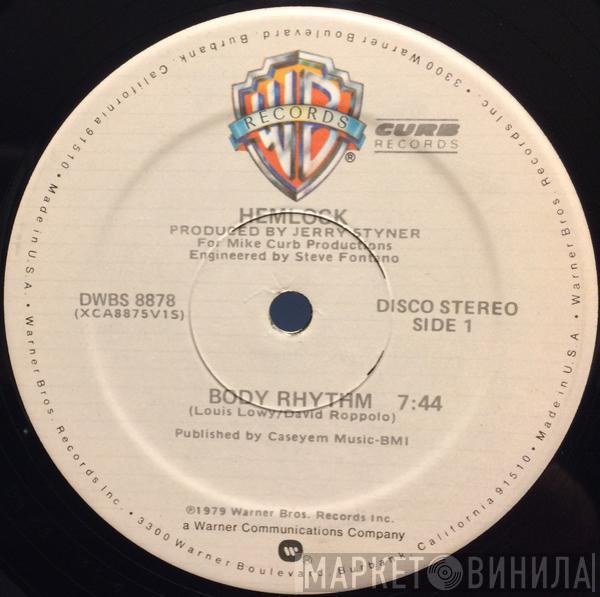 WB
RECORDS
®
CURB
RECORDS
HEMLOCK
PRODUCED BY JERRY STYNER
For Mike Curb Productions
Engineered by Steve Fontano
DWBS 8878
(XCA8875V1S)
DISCO STEREO
SIDE 1
BODY RHYTHM 7:44
(Louis Lowy/David Roppolo)
Published by Caseyem Music-BMI
℗1979 Warner Bros. Records Inc.
a Warner Communications Company
Made in U.S.A. • Warner Bros. Records Inc. • 3300 Warner Boulevard, Burbank, California 91510 • Made in U.S.A. • Warner Bros. Records Inc. • 3300 Warner Boulevard, Burbank, California 91510 •
МАРКЕТ ВИНИЛА